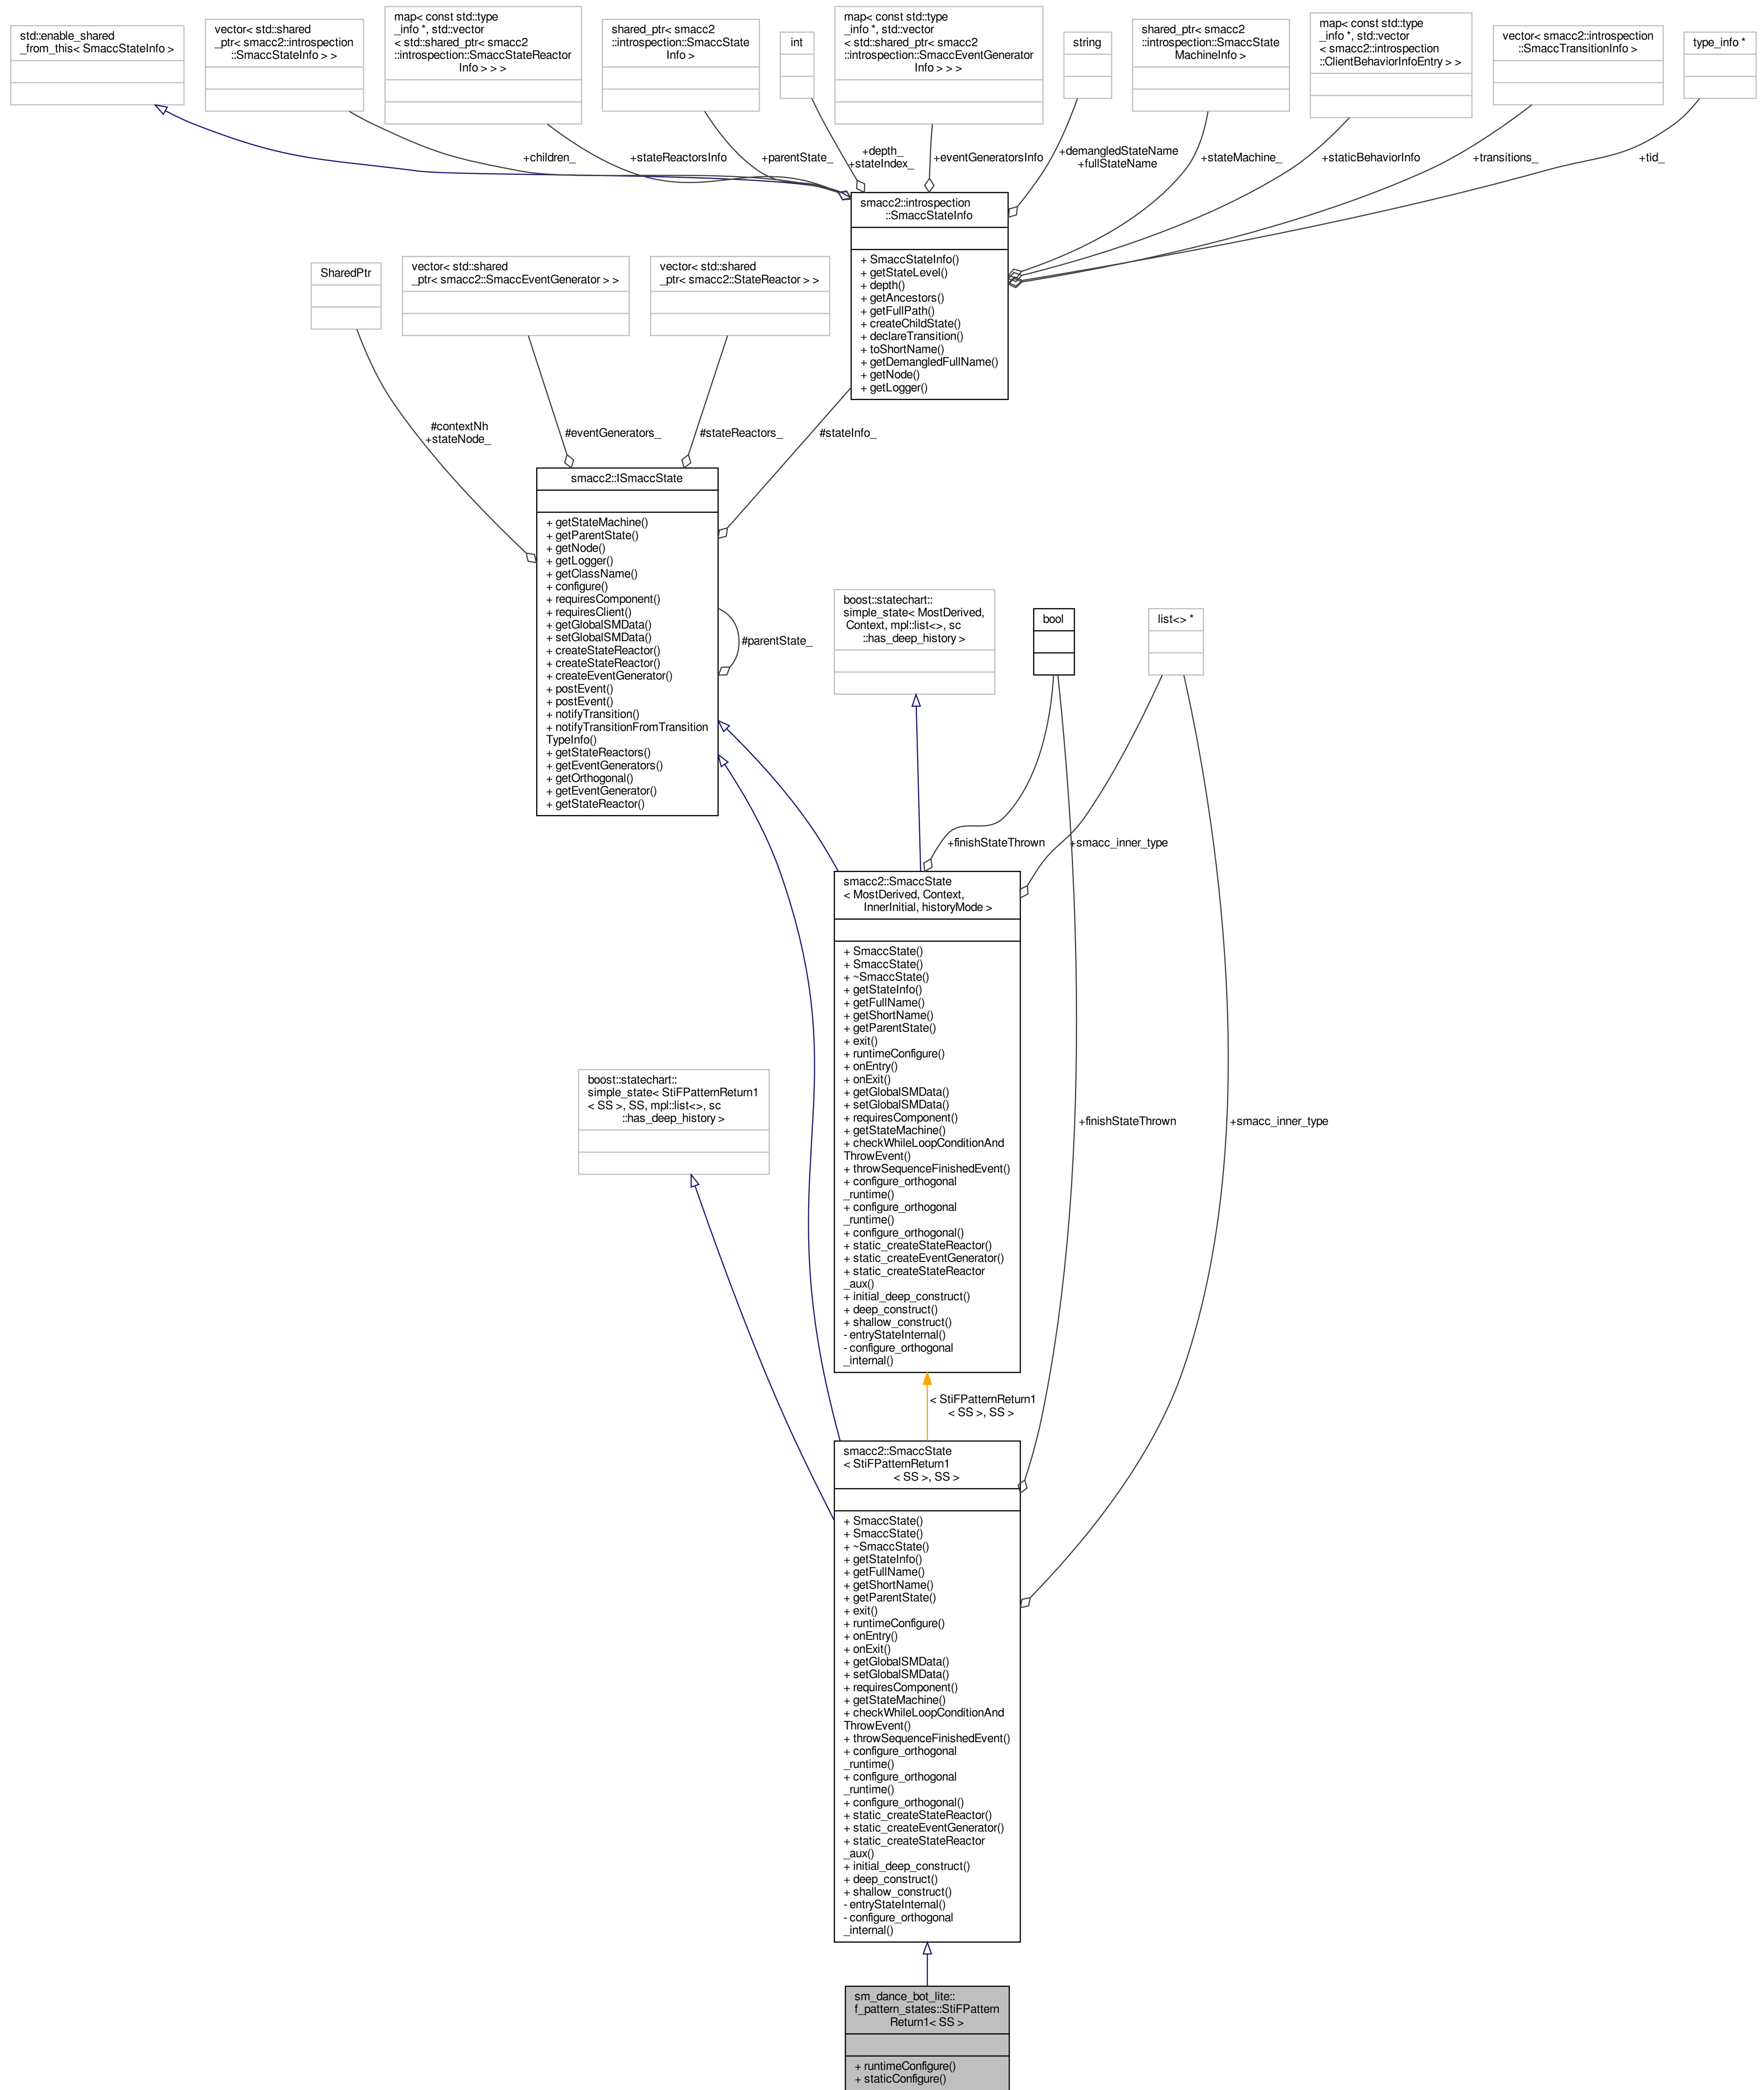 std::enable_shared
_from_this< SmaccStateInfo >
vector< std::shared
_ptr< smacc2::introspection
::SmaccStateInfo > >
map< const std::type
_info *, std::vector
< std::shared_ptr< smacc2
::introspection::SmaccStateReactor
Info > > >
shared_ptr< smacc2
::introspection::SmaccState
Info >
int
map< const std::type
_info *, std::vector
< std::shared_ptr< smacc2
::introspection::SmaccEventGenerator
Info > > >
string
shared_ptr< smacc2
::introspection::SmaccState
MachineInfo >
map< const std::type
_info *, std::vector
< smacc2::introspection
::ClientBehaviorInfoEntry > >
vector< smacc2::introspection
::SmaccTransitionInfo >
type_info *
+children_
+stateReactorsInfo
+parentState_
+depth_
+stateIndex_
+eventGeneratorsInfo
+demangledStateName
+fullStateName
+stateMachine_
+staticBehaviorInfo
+transitions_
+tid_
smacc2::introspection
::SmaccStateInfo
+ SmaccStateInfo()
+ getStateLevel()
+ depth()
+ getAncestors()
+ getFullPath()
+ createChildState()
+ declareTransition()
+ toShortName()
+ getDemangledFullName()
+ getNode()
+ getLogger()
SharedPtr
vector< std::shared
_ptr< smacc2::SmaccEventGenerator > >
vector< std::shared
_ptr< smacc2::StateReactor > >
#contextNh
+stateNode_
#eventGenerators_
#stateReactors_
#stateInfo_
smacc2::ISmaccState
+ getStateMachine()
+ getParentState()
+ getNode()
+ getLogger()
+ getClassName()
+ configure()
+ requiresComponent()
+ requiresClient()
+ getGlobalSMData()
+ setGlobalSMData()
+ createStateReactor()
+ createStateReactor()
+ createEventGenerator()
+ postEvent()
+ postEvent()
+ notifyTransition()
+ notifyTransitionFromTransition
TypeInfo()
+ getStateReactors()
+ getEventGenerators()
+ getOrthogonal()
+ getEventGenerator()
+ getStateReactor()
#parentState_
boost::statechart::
simple_state< MostDerived,
Context, mpl::list<>, sc
::has_deep_history >
bool
list<> *
+finishStateThrown
+smacc_inner_type
smacc2::SmaccState
< MostDerived, Context,
InnerInitial, historyMode >
+ SmaccState()
+ SmaccState()
+ ~SmaccState()
+ getStateInfo()
+ getFullName()
+ getShortName()
+ getParentState()
+ exit()
+ runtimeConfigure()
+ onEntry()
+ onExit()
+ getGlobalSMData()
+ setGlobalSMData()
+ requiresComponent()
+ getStateMachine()
+ checkWhileLoopConditionAnd
ThrowEvent()
+ throwSequenceFinishedEvent()
+ configure_orthogonal
_runtime()
+ configure_orthogonal
_runtime()
+ configure_orthogonal()
+ static_createStateReactor()
+ static_createEventGenerator()
+ static_createStateReactor
_aux()
+ initial_deep_construct()
+ deep_construct()
+ shallow_construct()
- entryStateInternal()
- configure_orthogonal
_internal()
boost::statechart::
simple_state< StiFPatternReturn1
< SS >, SS, mpl::list<>, sc
::has_deep_history >
+finishStateThrown
+smacc_inner_type
< StiFPatternReturn1
< SS >, SS >
smacc2::SmaccState
< StiFPatternReturn1
< SS >, SS >
+ SmaccState()
+ SmaccState()
+ ~SmaccState()
+ getStateInfo()
+ getFullName()
+ getShortName()
+ getParentState()
+ exit()
+ runtimeConfigure()
+ onEntry()
+ onExit()
+ getGlobalSMData()
+ setGlobalSMData()
+ requiresComponent()
+ getStateMachine()
+ checkWhileLoopConditionAnd
ThrowEvent()
+ throwSequenceFinishedEvent()
+ configure_orthogonal
_runtime()
+ configure_orthogonal
_runtime()
+ configure_orthogonal()
+ static_createStateReactor()
+ static_createEventGenerator()
+ static_createStateReactor
_aux()
+ initial_deep_construct()
+ deep_construct()
+ shallow_construct()
- entryStateInternal()
- configure_orthogonal
_internal()
sm_dance_bot_lite::
f_pattern_states::StiFPattern
Return1< SS >
+ runtimeConfigure()
+ staticConfigure()